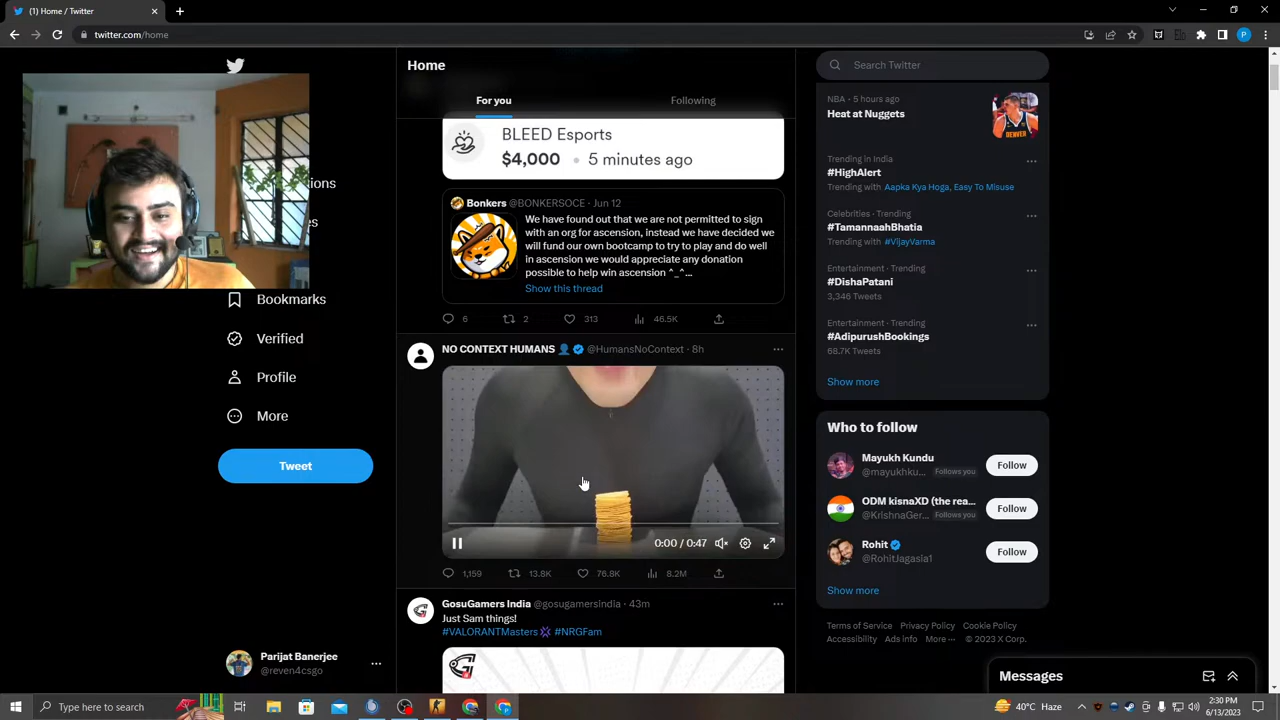 (1) Home / Twitter
twitter.com/home
Home
For you
Following
BLEED Esports
$4,000 • 5 minutes ago
Bonkers @BONKERSOCE · Jun 12
We have found out that we are not permitted to sign
with an org for ascension, instead we have decided we
will fund our own bootcamp to try to play and do well
in ascension we would appreciate any donation
possible to help win ascension ^_^...
Show this thread
6 2 313 46.5K
NO CONTEXT HUMANS @HumansNoContext · 8h
0:00 / 0:47
1,159 13.8K 76.8K 8.2M
GosuGamers India @gosugamersindia · 43m
Just Sam things!
#VALORANTMasters #NRGFam
Bookmarks
Verified
Profile
More
Tweet
Parijat Banerjee
@reven4csgo
Search Twitter
NBA · 5 hours ago
Heat at Nuggets
DENVER
Trending in India
#HighAlert
Trending with Aapka Kya Hoga, Easy To Misuse
Celebrities · Trending
#TamannaahBhatia
Trending with #VijayVarma
Entertainment · Trending
#DishaPatani
3,346 Tweets
Entertainment · Trending
#AdipurushBookings
68.7K Tweets
Show more
Who to follow
Mayukh Kundu
@mayukhku... Follows you
Follow
ODM kisnaXD (the rea...
@KrishnaGer... Follows you
Follow
Rohit
@RohitJagasia1
Follow
Show more
Terms of Service Privacy Policy Cookie Policy
Accessibility Ads info More ··· © 2023 X Corp.
Messages
Type here to search
40°C Haze
2:30 PM
6/13/2023